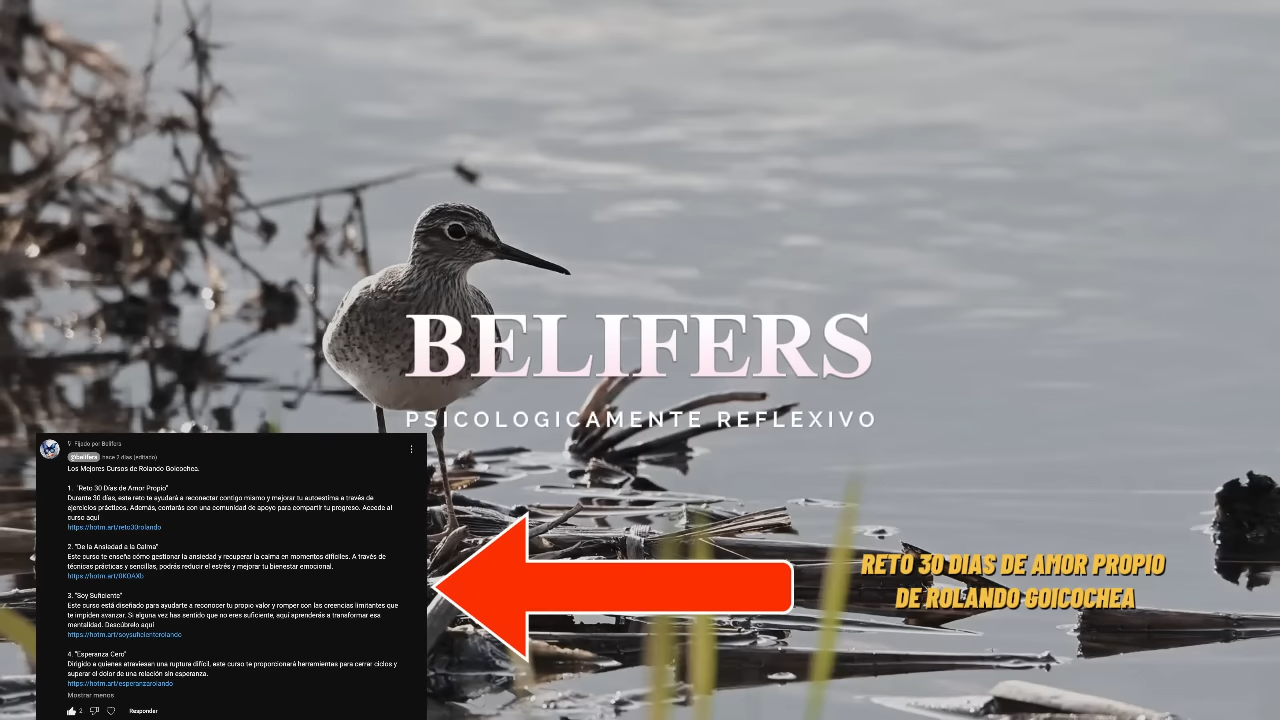 BELIFERS
PSICOLOGICAMENTE REFLEXIVO
Fijado por Belifers
@belifers hace 2 días (editado)
Los Mejores Cursos de Rolando Goicochea.
1. "Reto 30 Días de Amor Propio"
Durante 30 días, este reto te ayudará a reconectar contigo mismo y mejorar tu autoestima a través de
ejercicios prácticos. Además, contarás con una comunidad de apoyo para compartir tu progreso. Accede al
curso aquí
https://hotm.art/reto30rolando
2. "De la Ansiedad a la Calma"
Este curso te enseña cómo gestionar la ansiedad y recuperar la calma en momentos difíciles. A través de
técnicas prácticas y sencillas, podrás reducir el estrés y mejorar tu bienestar emocional.
https://hotm.art/0KOAXb
3. "Soy Suficiente"
Este curso está diseñado para ayudarte a reconocer tu propio valor y romper con las creencias limitantes que
te impiden avanzar. Si alguna vez has sentido que no eres suficiente, aquí aprenderás a transformar esa
mentalidad. Descúbrelo aquí
https://hotm.art/soysuficienterolando
4. "Esperanza Cero"
Dirigido a quienes atraviesan una ruptura difícil, este curso te proporcionará herramientas para cerrar ciclos y
superar el dolor de una relación sin esperanza.
https://hotm.art/esperanzarolando
Mostrar menos
2 Responder
RETO 30 DIAS DE AMOR PROPIO
DE ROLANDO GOICOCHEA